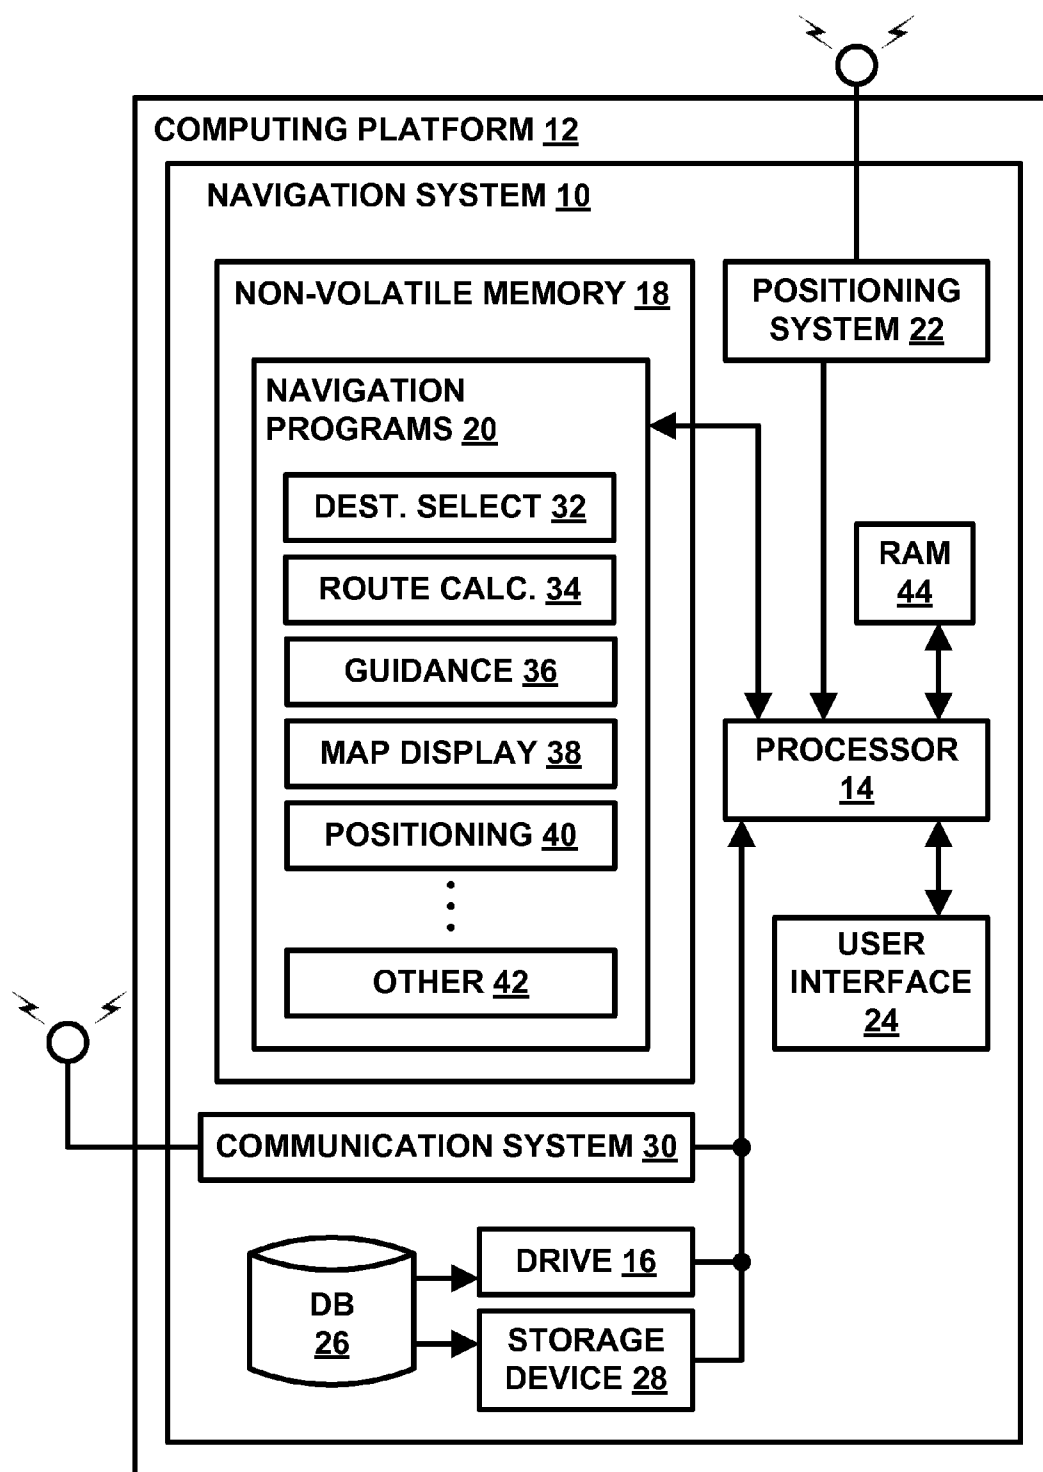 COMPUTING PLATFORM 12
NAVIGATION SYSTEM 10
NON-VOLATILE MEMORY 18
NAVIGATION
PROGRAMS 20
DEST. SELECT 32
ROUTE CALC. 34
GUIDANCE 36
MAP DISPLAY 38
POSITIONING 40
OTHER 42
POSITIONING
SYSTEM 22
RAM
44
PROCESSOR
14
USER
INTERFACE
24
COMMUNICATION SYSTEM 30
DB
26
DRIVE 16
STORAGE
DEVICE 28